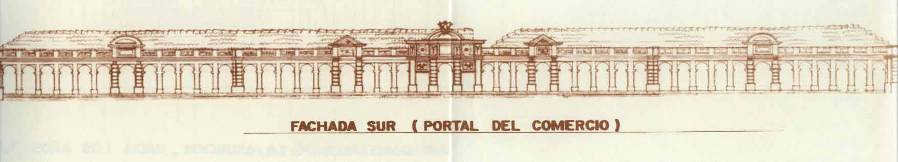 FACHADA SUR (PORTAL DEL COMERCIO)